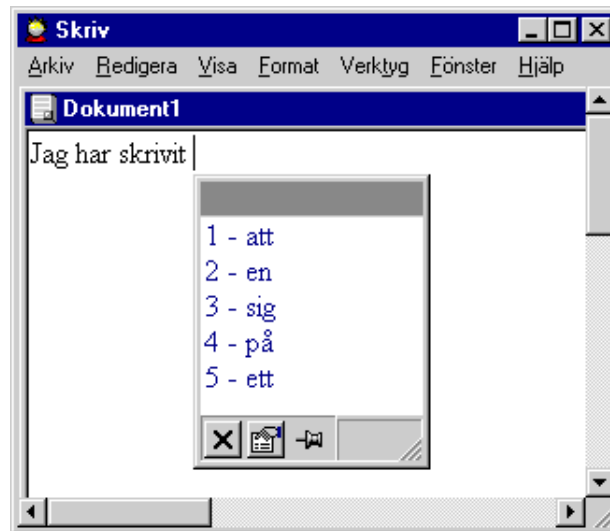 Skriv
Arkiv Redigera Visa Format Verktyg Fönster Hjälp
Dokument1
Jag har skrivit
1 - att
2 - en
3 - sig
4 - på
5 - ett